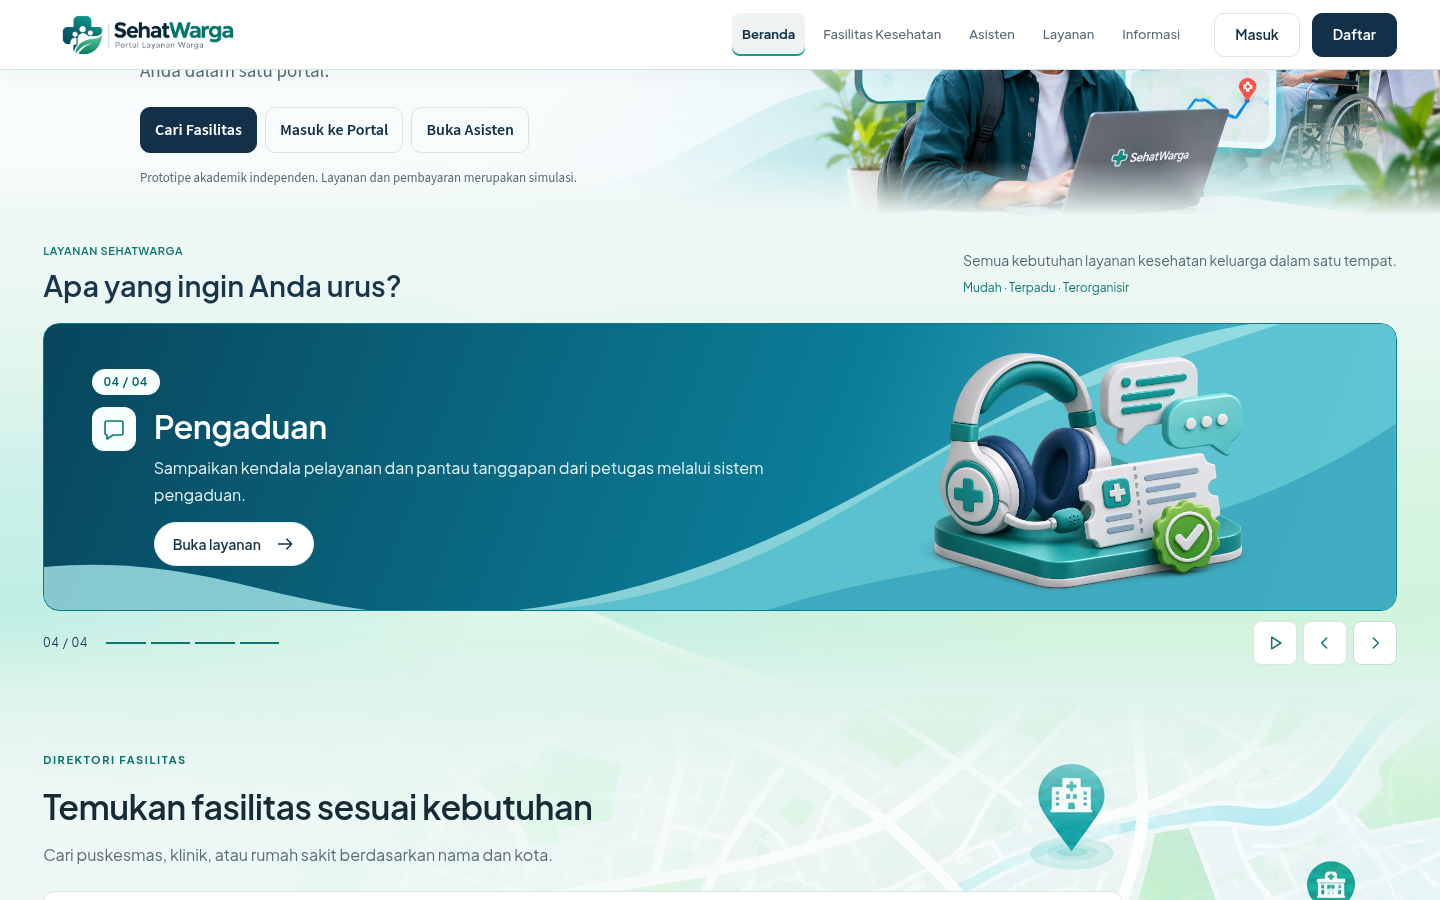 SehatWarga
Portal Layanan Warga
Beranda
Fasilitas Kesehatan
Asisten
Layanan
Informasi
Masuk
Daftar
Anda dalam satu portal.
Cari Fasilitas
Masuk ke Portal
Buka Asisten
Prototipe akademik independen. Layanan dan pembayaran merupakan simulasi.
SehatWarga
LAYANAN SEHATWARGA
Apa yang ingin Anda urus?
Semua kebutuhan layanan kesehatan keluarga dalam satu tempat.
Mudah · Terpadu · Terorganisir
04 / 04
Pengaduan
Sampaikan kendala pelayanan dan pantau tanggapan dari petugas melalui sistem
pengaduan.
Buka layanan
04 / 04
DIREKTORI FASILITAS
Temukan fasilitas sesuai kebutuhan
Cari puskesmas, klinik, atau rumah sakit berdasarkan nama dan kota.